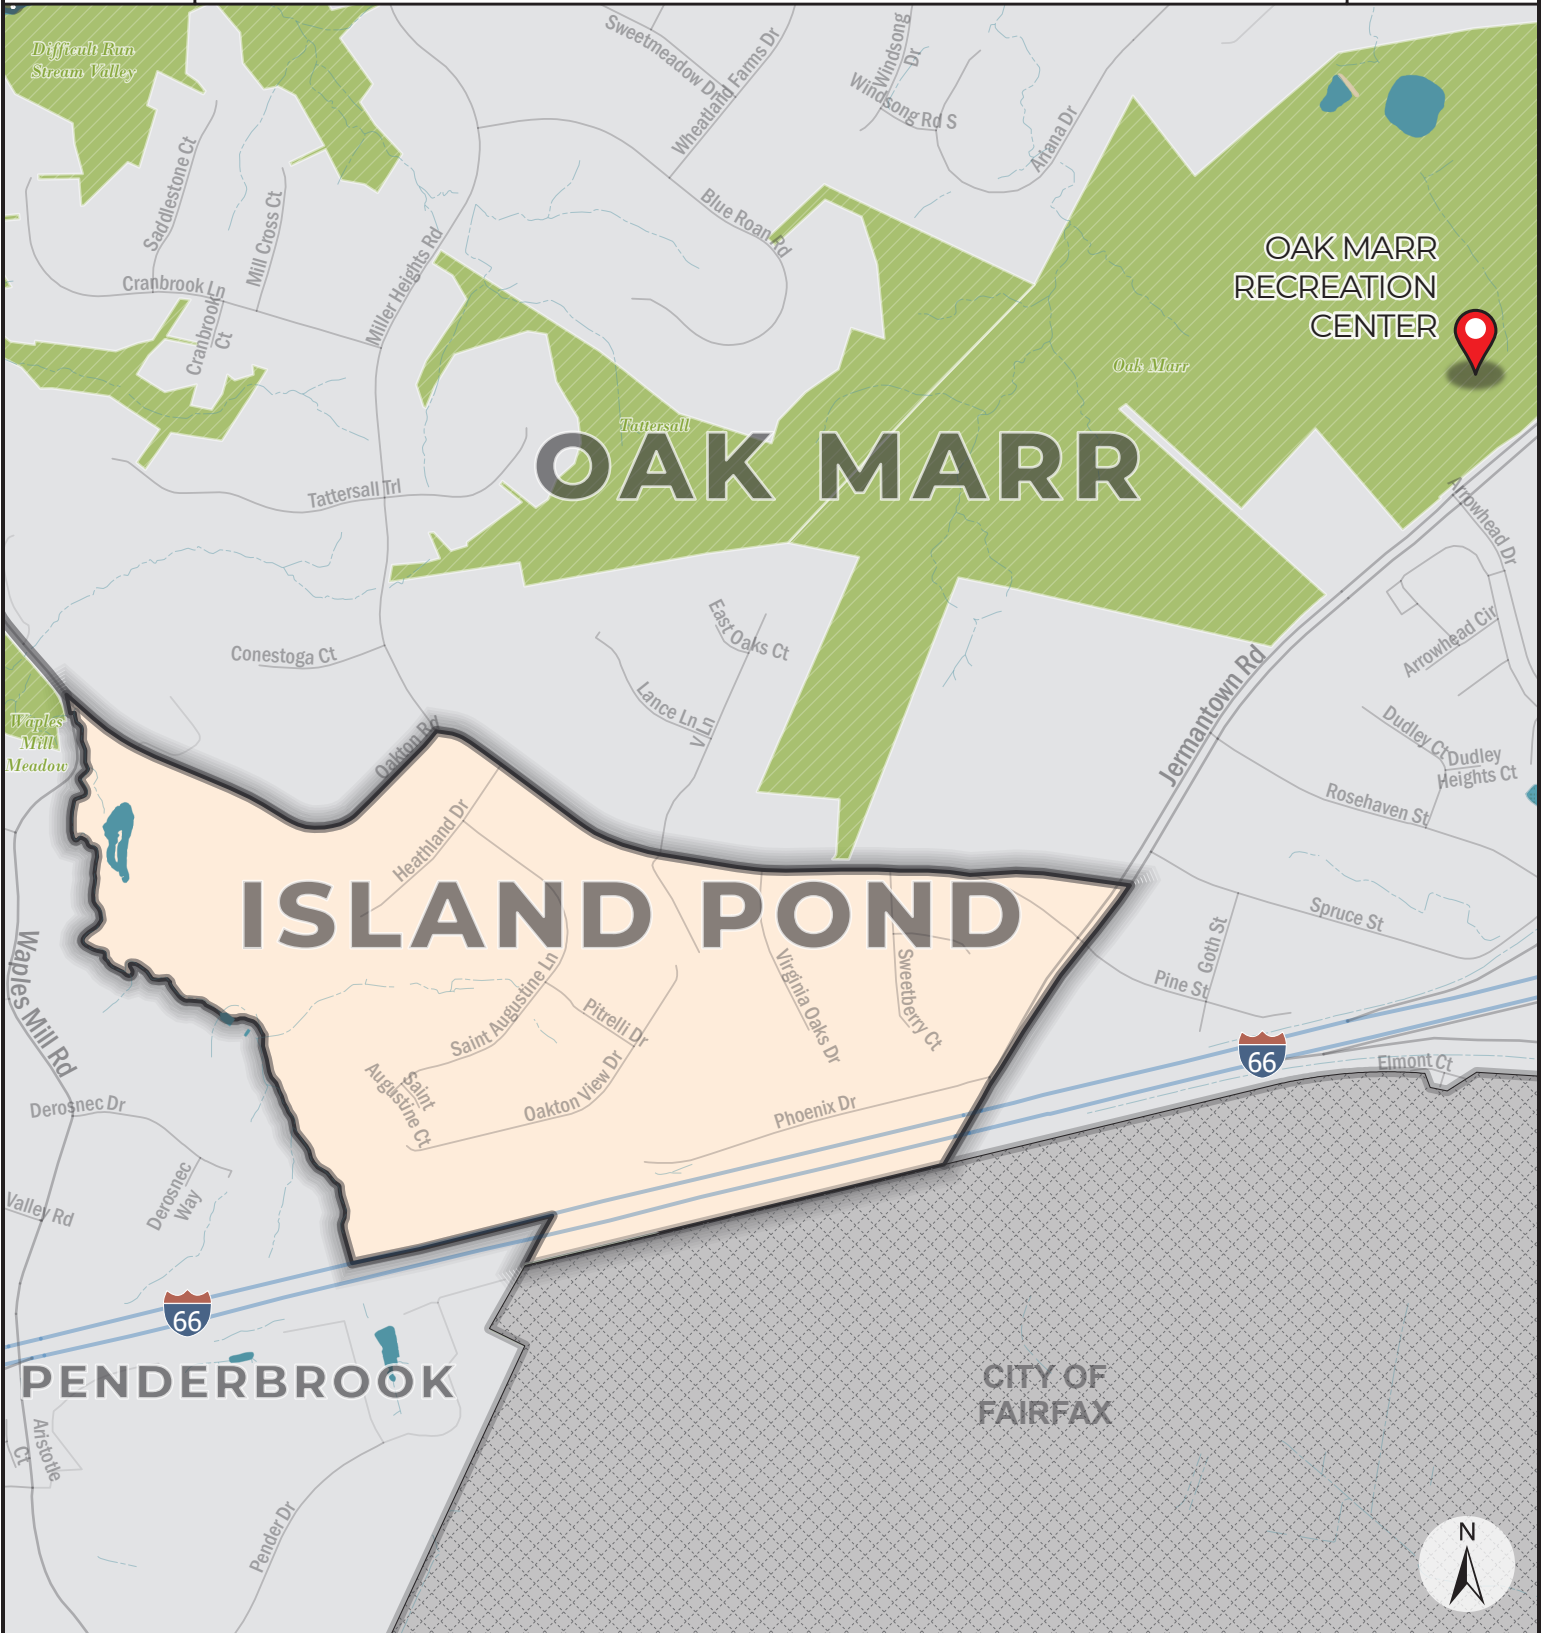 Difficult Run
Stream Valley
Sweetmeadow Dr
Wheatland Farms Dr
Windsong
Dr
Windsong Rd S
Ariana Dr
Saddlestone Ct
Mill Cross Ct
Cranbrook Ln
Cranbrook
Ct
Miller Heights Rd
Blue Roan Rd
OAK MARR
RECREATION
CENTER
Oak Marr
Tattersall
OAK MARR
Tattersall Trl
Arrowhead Dr
Arrowhead Cir
Conestoga Ct
East Oaks Ct
Lance Ln
V Ln
Jermantown Rd
Waples
Mill
Meadow
Oakton Rd
Dudley Ct
Dudley
Heights Ct
Rosehaven St
Heathland Dr
ISLAND POND
Spruce St
Goth St
Pine St
Waples Mill Rd
Saint Augustine Ln
Pitrelli Dr
Virginia Oaks Dr
Sweetberry Ct
Saint
Augustine Ct
Oakton View Dr
Phoenix Dr
66
Elmont Ct
Derosnec Dr
Derosnec
Way
Valley Rd
66
PENDERBROOK
CITY OF
FAIRFAX
Aristotle
Ct
Pender Dr
N